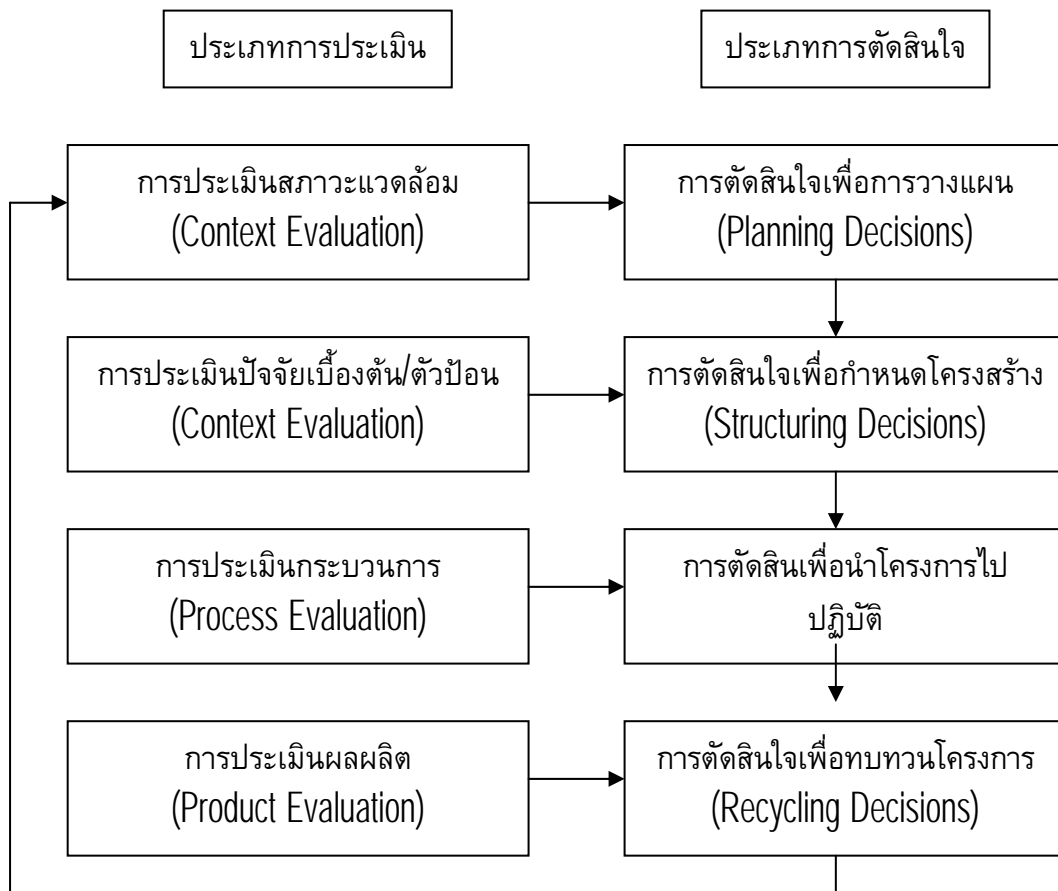 ประเภทการประเมิน
ประเภทการตัดสินใจ
การประเมินสภาวะแวดล้อม
(Context Evaluation)
การตัดสินใจเพื่อการวางแผน
(Planning Decisions)
การประเมินปัจจัยเบื้องต้น/ตัวป้อน
(Context Evaluation)
การตัดสินใจเพื่อกำหนดโครงสร้าง
(Structuring Decisions)
การประเมินกระบวนการ
(Process Evaluation)
การตัดสินเพื่อนำโครงการไป
ปฏิบัติ
การประเมินผลผลิต
(Product Evaluation)
การตัดสินใจเพื่อทบทวนโครงการ
(Recycling Decisions)